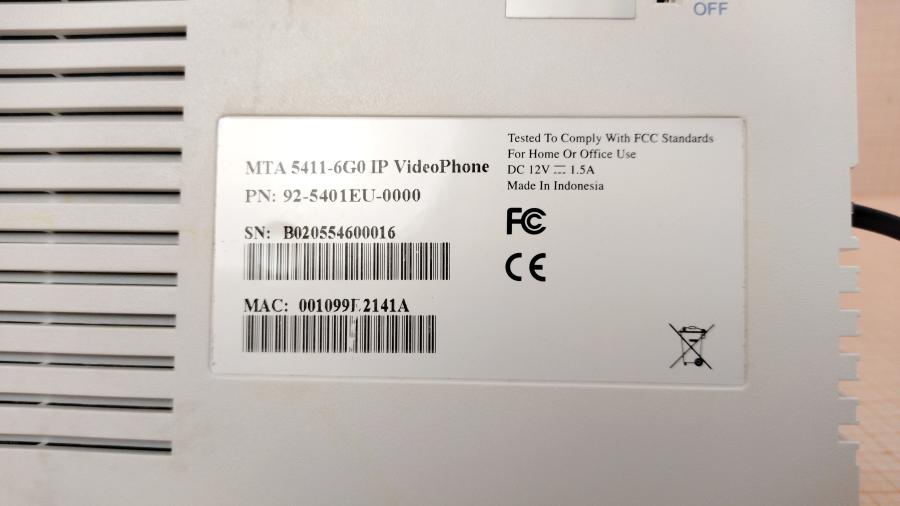 OFF
MTA 5411-6G0 IP VideoPhone
PN: 92-5401EU-0000
SN: B020554600016
MAC: 001099E2141A
Tested To Comply With FCC Standards
For Home Or Office Use
DC 12V ⎓ 1.5A
Made In Indonesia
FC
CE